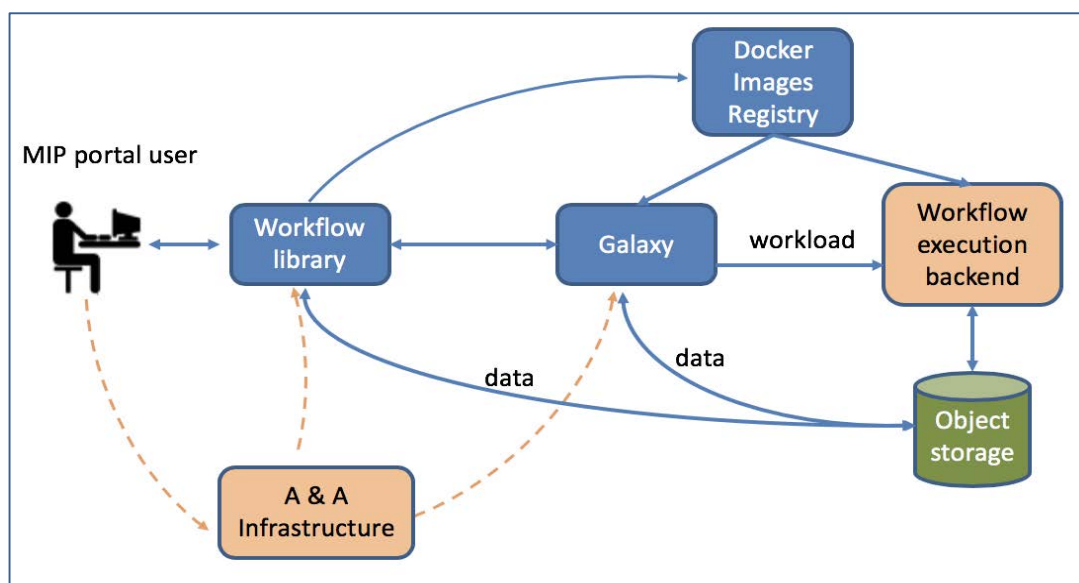 Docker
Images
Registry
MIP portal user
Workflow
library
Galaxy
workload
Workflow
execution
backend
data
data
Object
storage
A & A
Infrastructure